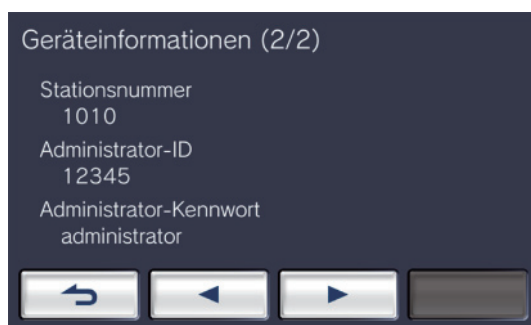 Geräteinformationen (2/2)
Stationsnummer
1010
Administrator-ID
12345
Administrator-Kennwort
administrator